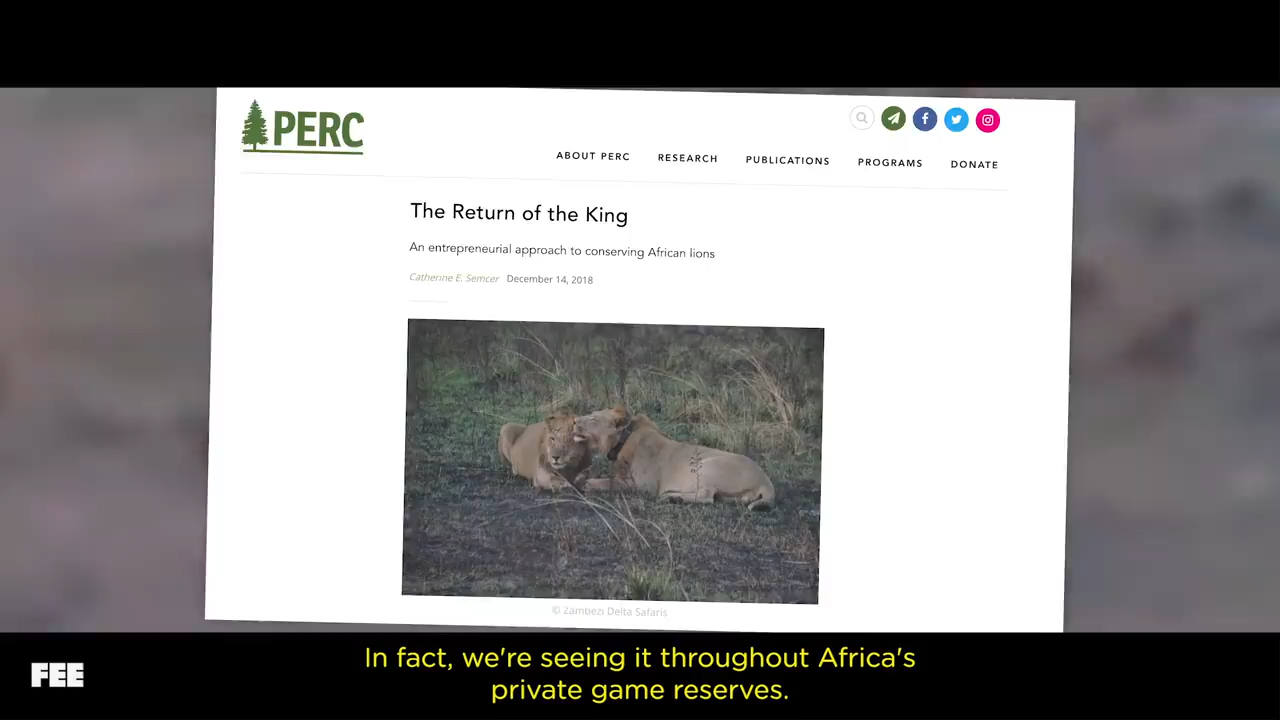 PERC
ABOUT PERC RESEARCH PUBLICATIONS PROGRAMS DONATE
The Return of the King
An entrepreneurial approach to conserving African lions
Catherine E. Semcer December 14, 2018
© Zambezi Delta Safaris
In fact, we're seeing it throughout Africa's
private game reserves.
FEE